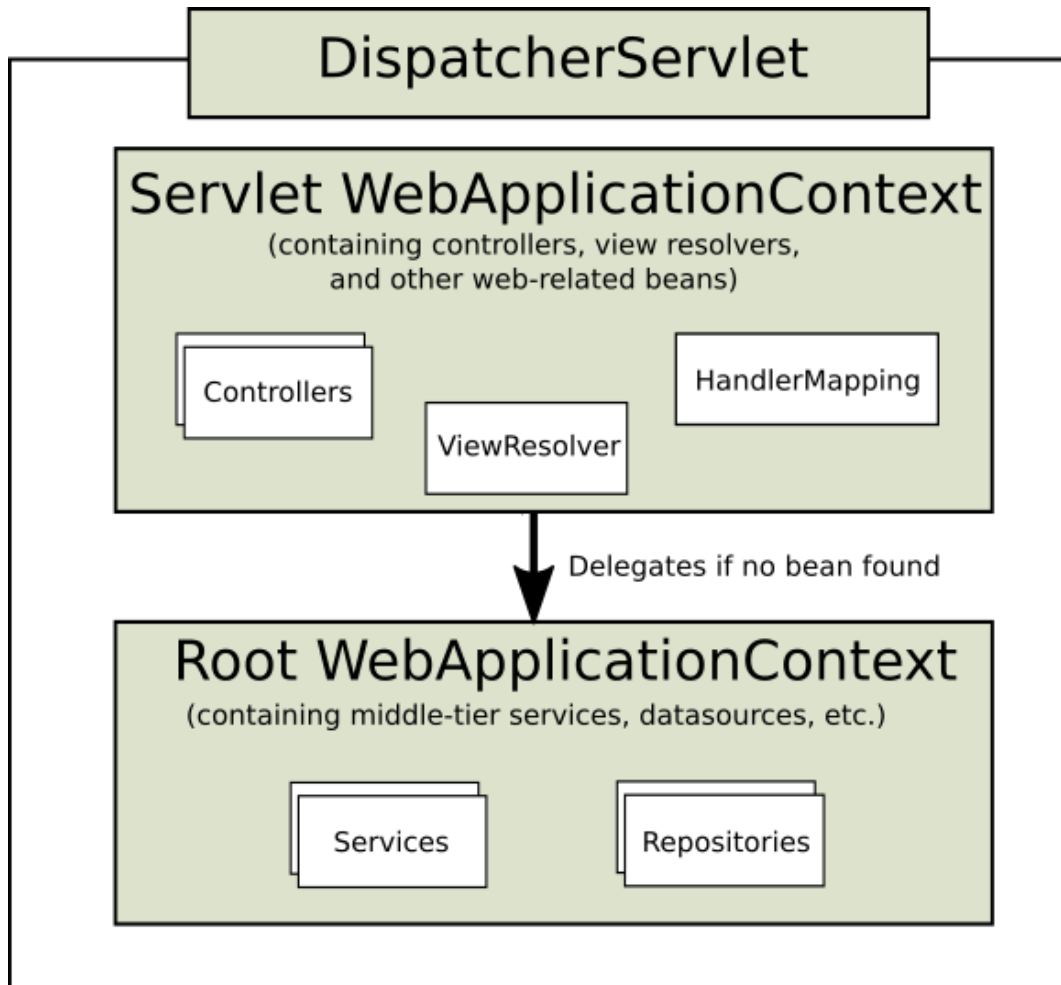 DispatcherServlet
Servlet WebApplicationContext
(containing controllers, view resolvers,
and other web-related beans)
Controllers
HandlerMapping
ViewResolver
Delegates if no bean found
Root WebApplicationContext
(containing middle-tier services, datasources, etc.)
Services
Repositories